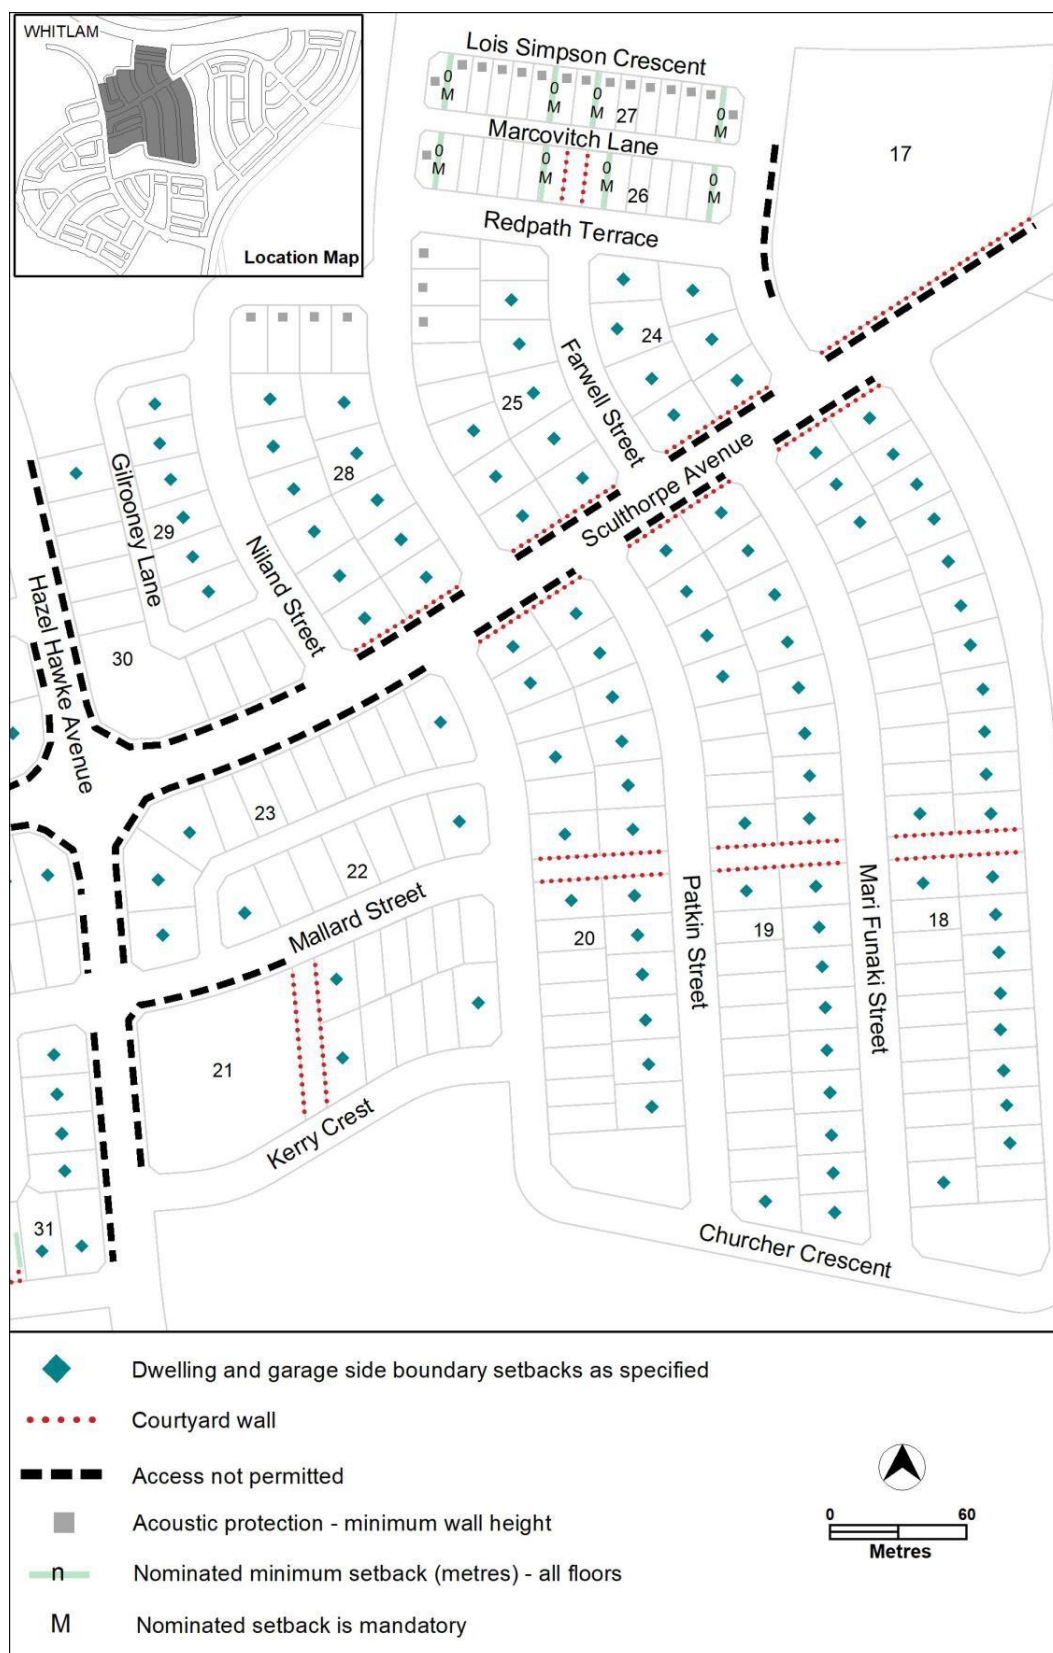 WHITLAM
Location Map
Lois Simpson Crescent
0
M
0
M
0
M
27
0
M
Marcovitch Lane
0
M
0
M
0
M
26
0
M
Redpath Terrace
17
24
25
Farwell Street
Sculthorpe Avenue
28
Gilrooney Lane
29
Niland Street
Hazel Hawke Avenue
30
23
22
Mallard Street
21
Kerry Crest
20
Patkin Street
19
Mari Funaki Street
18
31
Churcher Crescent
Dwelling and garage side boundary setbacks as specified
Courtyard wall
Access not permitted
Acoustic protection - minimum wall height
n Nominated minimum setback (metres) - all floors
M Nominated setback is mandatory
0 60
Metres